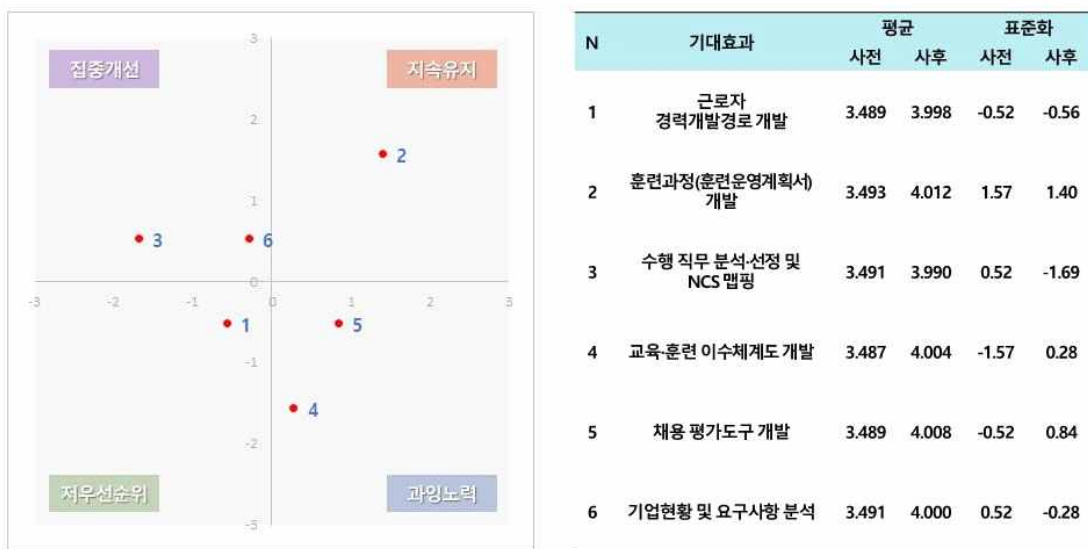 집중개선
지속유지
저우선순위
과잉노력
3
2
1
0
-1
-2
-5
-3
-2
-1
0
1
2
3
2
3
6
1
5
4
N 기대효과 평균 표준화
사전 사후 사전 사후
1 근로자
경력개발경로 개발 3.489 3.998 -0.52 -0.56
2 훈련과정(훈련운영계획서)
개발 3.493 4.012 1.57 1.40
3 수행 직무 분석·선정 및
NCS 맵핑 3.491 3.990 0.52 -1.69
4 교육·훈련 이수체계도 개발 3.487 4.004 -1.57 0.28
5 채용 평가도구 개발 3.489 4.008 -0.52 0.84
6 기업현황 및 요구사항 분석 3.491 4.000 0.52 -0.28